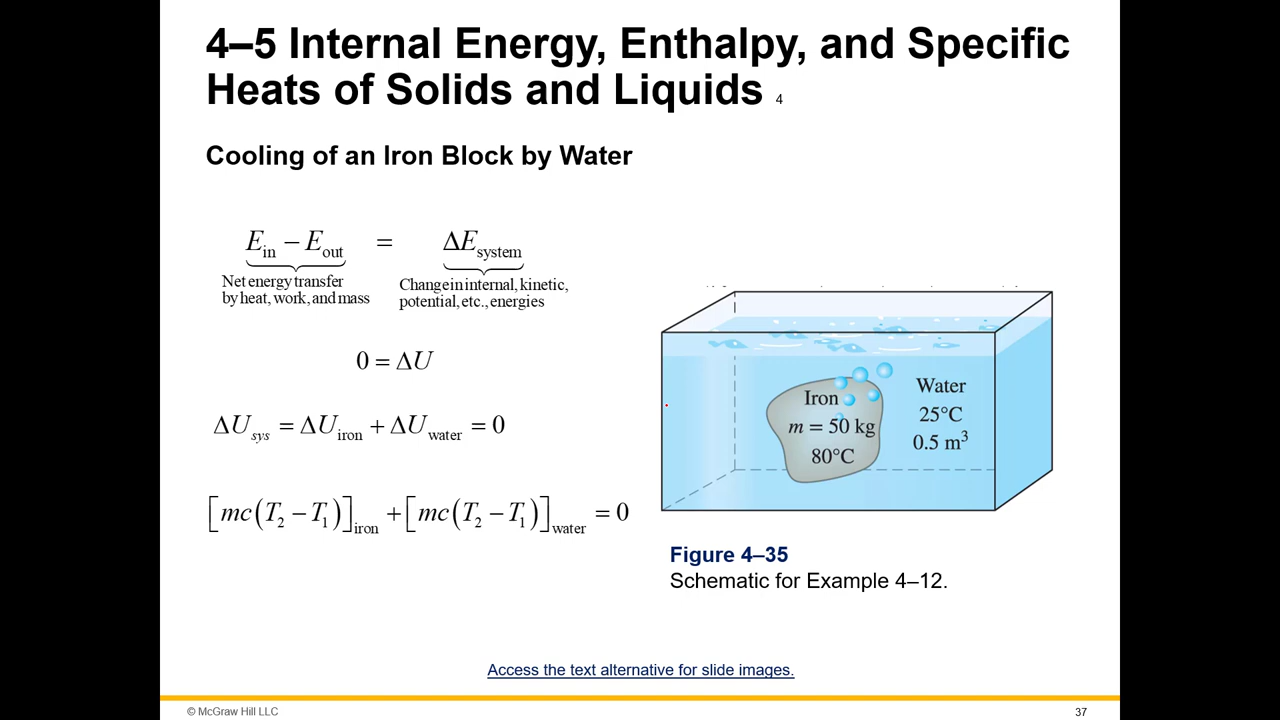 4–5 Internal Energy, Enthalpy, and Specific
Heats of Solids and Liquids 4
Cooling of an Iron Block by Water
E_in − E_out = ΔE_system
Net energy transfer
by heat, work, and mass
Change in internal, kinetic,
potential, etc., energies
0 = ΔU
ΔU_sys = ΔU_iron + ΔU_water = 0
[mc(T₂ − T₁)]_iron + [mc(T₂ − T₁)]_water = 0
Iron
m = 50 kg
80°C
Water
25°C
0.5 m³
Figure 4–35
Schematic for Example 4–12.
Access the text alternative for slide images.
© McGraw Hill LLC
37